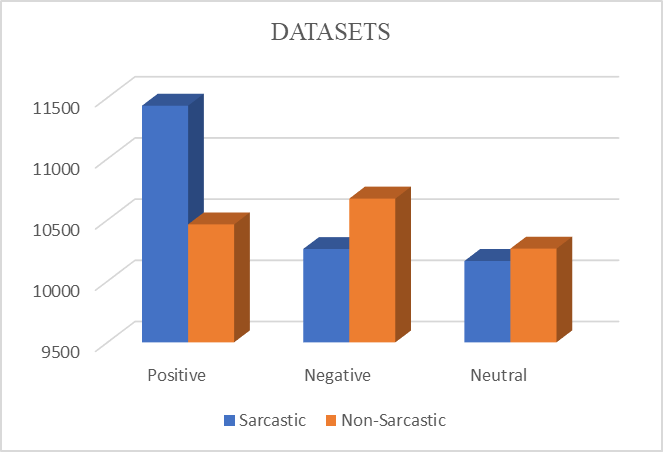 DATASETS
11500
11000
10500
10000
9500
Positive Negative Neutral
Sarcastic Non-Sarcastic